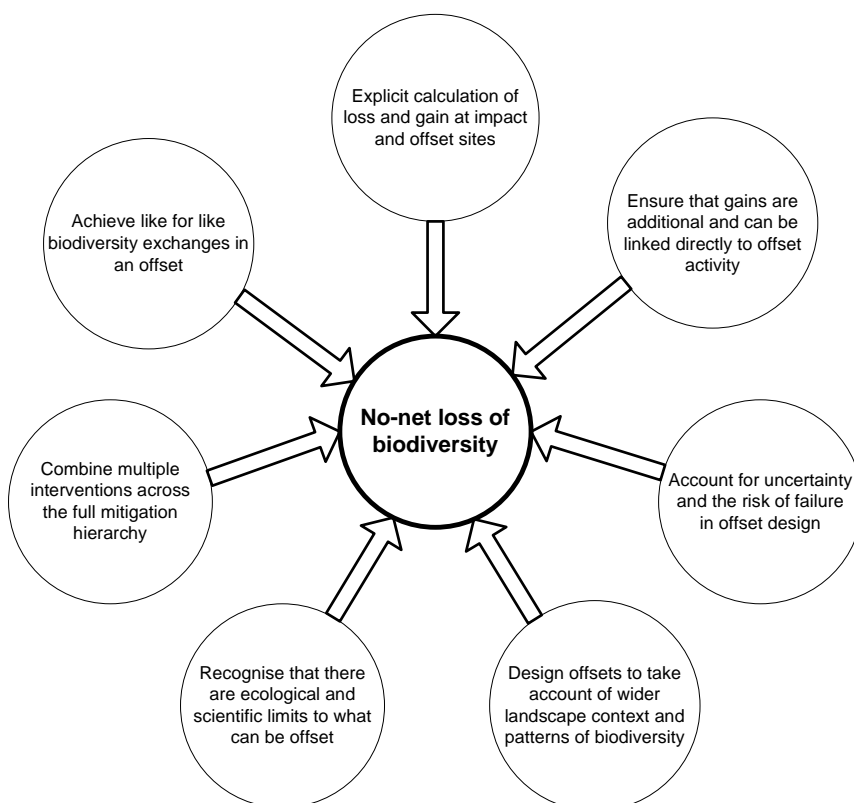 Explicit calculation of
loss and gain at impact
and offset sites
Ensure that gains are
additional and can be
linked directly to offset
activity
Achieve like for like
biodiversity exchanges in
an offset
No-net loss of
biodiversity
Combine multiple
interventions across
the full mitigation
hierarchy
Account for uncertainty
and the risk of failure
in offset design
Recognise that there
are ecological and
scientific limits to what
can be offset
Design offsets to take
account of wider
landscape context and
patterns of biodiversity